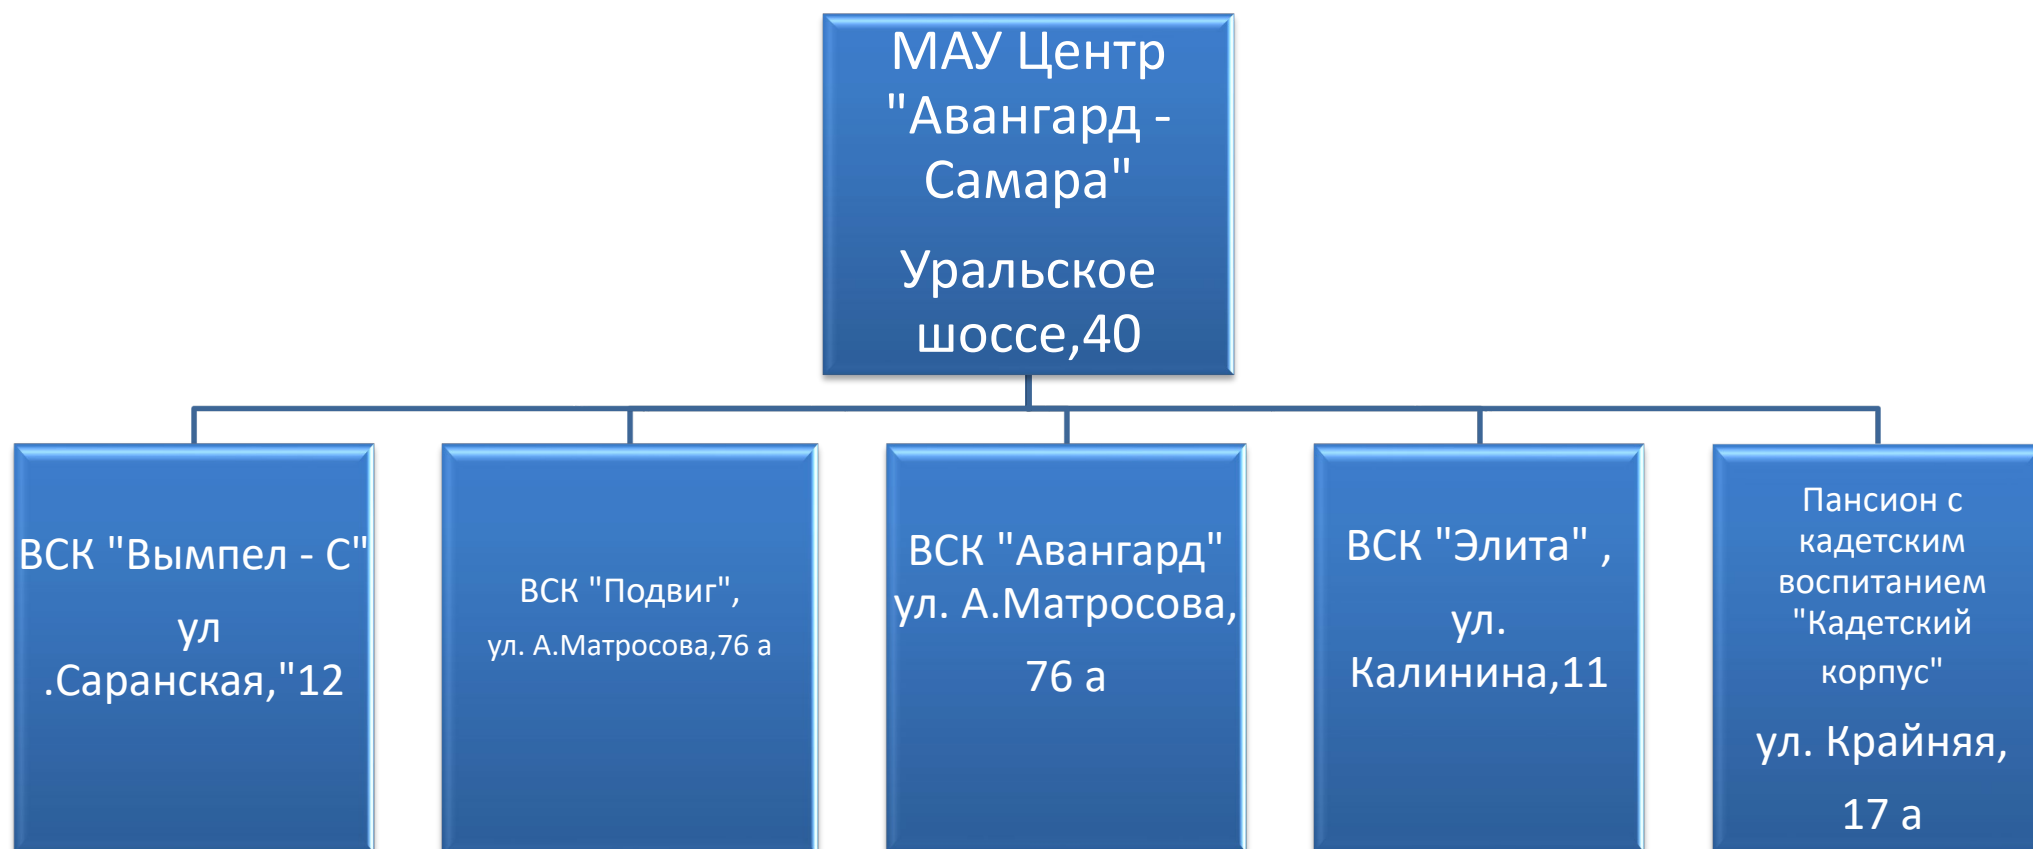 МАУ Центр
"Авангард -
Самара"
Уральское
шоссе,40
ВСК "Вымпел - С"
ул
.Саранская,"12
ВСК "Подвиг",
ул. А.Матросова,76 а
ВСК "Авангард"
ул. А.Матросова,
76 а
ВСК "Элита" ,
ул.
Калинина,11
Пансион с
кадетским
воспитанием
"Кадетский
корпус"
ул. Крайняя,
17 а